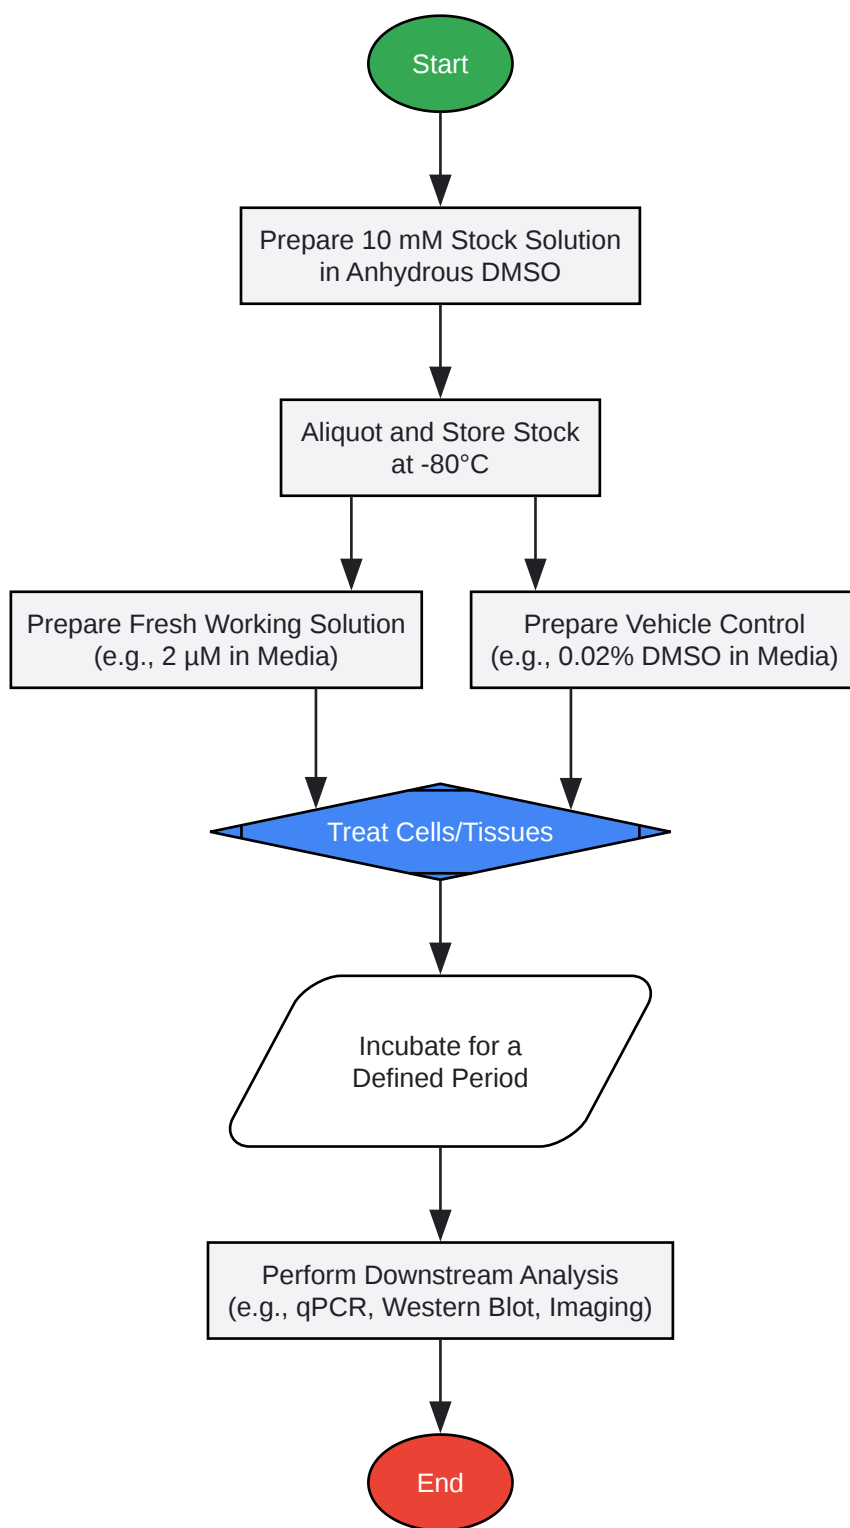 Start
Prepare 10 mM Stock Solution
in Anhydrous DMSO
Aliquot and Store Stock
at -80°C
Prepare Fresh Working Solution
(e.g., 2 µM in Media)
Prepare Vehicle Control
(e.g., 0.02% DMSO in Media)
Treat Cells/Tissues
Incubate for a
Defined Period
Perform Downstream Analysis
(e.g., qPCR, Western Blot, Imaging)
End